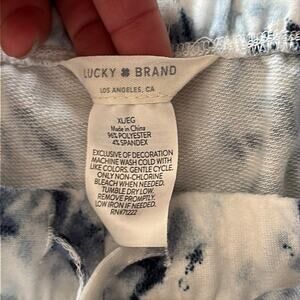 LUCKY BRAND
LOS ANGELES, CA
XL/EG
Made in China
96% POLYESTER
4% SPANDEX
EXCLUSIVE OF DECORATION
MACHINE WASH COLD WITH
LIKE COLORS. GENTLE CYCLE.
ONLY NON-CHLORINE
BLEACH WHEN NEEDED.
TUMBLE DRY LOW.
REMOVE PROMPTLY.
LOW IRON IF NEEDED.
RN#71222